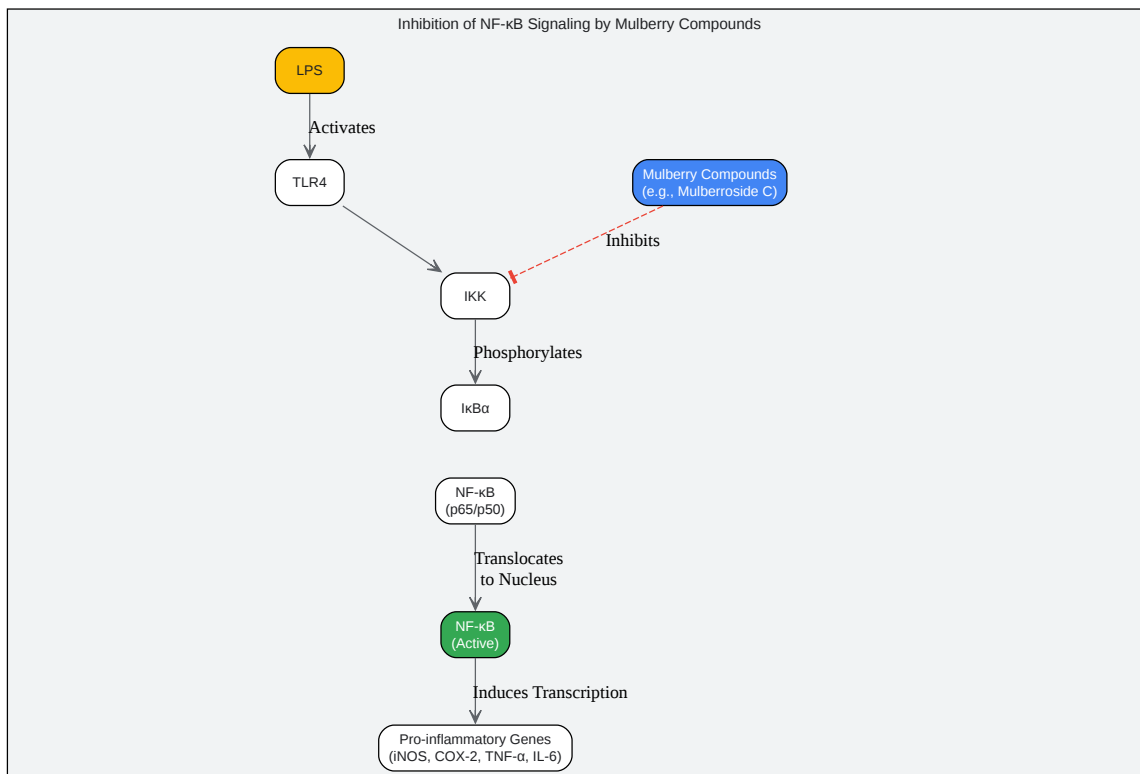 Inhibition of NF-κB Signaling by Mulberry Compounds
LPS
Activates
TLR4
Mulberry Compounds
(e.g., Mulberroside C)
Inhibits
IKK
Phosphorylates
IκBα
NF-κB
(p65/p50)
Translocates
to Nucleus
NF-κB
(Active)
Induces Transcription
Pro-inflammatory Genes
(iNOS, COX-2, TNF-α, IL-6)